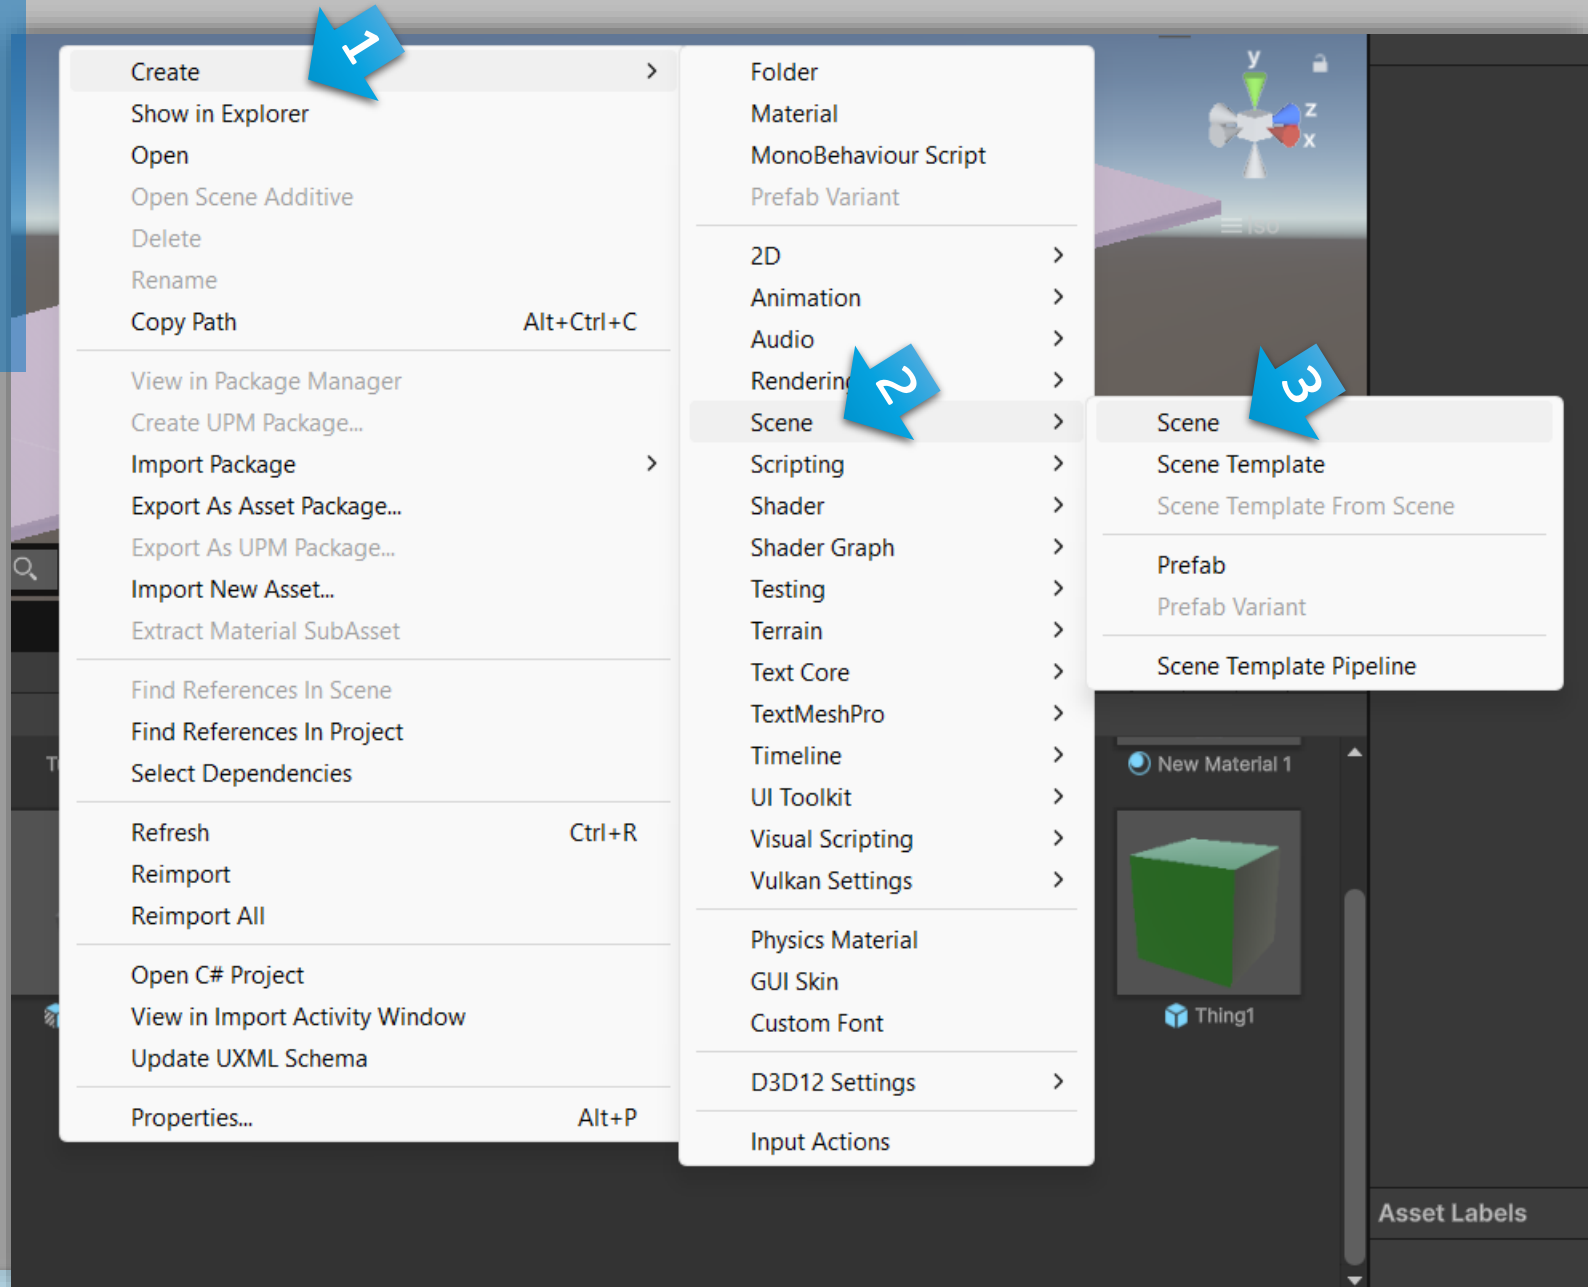 1
Create
Show in Explorer
Open
Open Scene Additive
Delete
Rename
Copy Path Alt+Ctrl+C
View in Package Manager
Create UPM Package...
Import Package
Export As Asset Package...
Export As UPM Package...
Import New Asset...
Extract Material SubAsset
Find References In Scene
Find References In Project
Select Dependencies
Refresh Ctrl+R
Reimport
Reimport All
Open C# Project
View in Import Activity Window
Update UXML Schema
Properties... Alt+P
Folder
Material
MonoBehaviour Script
Prefab Variant
2D
Animation
Audio
Rendering
2
Scene
Scripting
Shader
Shader Graph
Testing
Terrain
Text Core
TextMeshPro
Timeline
UI Toolkit
Visual Scripting
Vulkan Settings
Physics Material
GUI Skin
Custom Font
D3D12 Settings
Input Actions
3
Scene
Scene Template
Scene Template From Scene
Prefab
Prefab Variant
Scene Template Pipeline
y
z
x
Iso
New Material 1
Thing1
Asset Labels